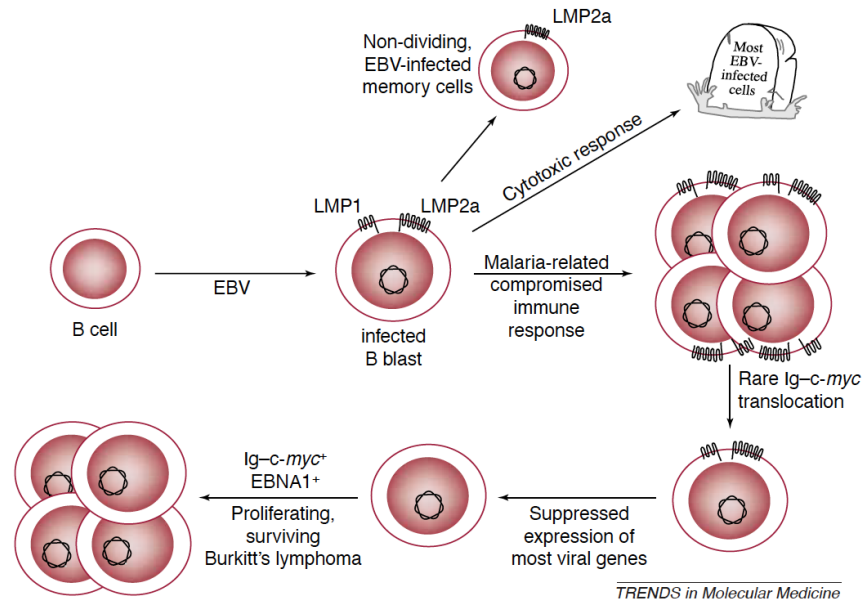 LMP2a
Non-dividing,
EBV-infected
memory cells
Most
EBV-
infected
cells
Cytotoxic response
LMP1
LMP2a
B cell
EBV
infected
B blast
Malaria-related
compromised
immune
response
Rare Ig–c-myc
translocation
Suppressed
expression of
most viral genes
Ig–c-myc+
EBNA1+
Proliferating,
surviving
Burkitt's lymphoma
TRENDS in Molecular Medicine